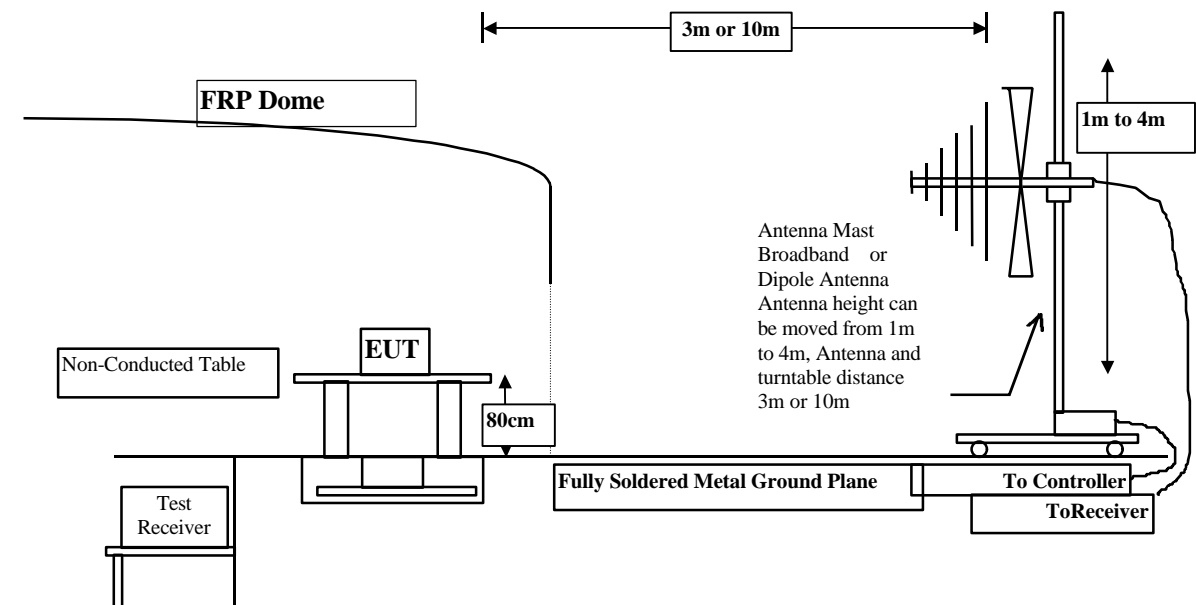 3m or 10m
FRP Dome
1m to 4m
Antenna Mast
Broadband or
Dipole Antenna
Antenna height can
be moved from 1m
to 4m, Antenna and
turntable distance
3m or 10m
Non-Conducted Table
EUT
80cm
Fully Soldered Metal Ground Plane
To Controller
ToReceiver
Test
Receiver